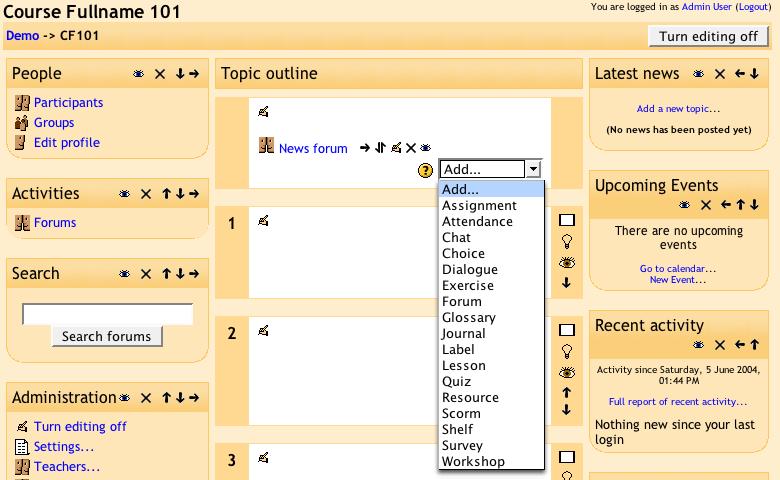 Course Fullname 101
You are logged in as Admin User (Logout)
Demo -> CF101
Turn editing off
People
Participants
Groups
Edit profile
Activities
Forums
Search
Search forums
Administration
Turn editing off
Settings...
Teachers...
Topic outline
News forum
?
Add...
Add...
Assignment
Attendance
Chat
Choice
Dialogue
Exercise
Forum
Glossary
Journal
Label
Lesson
Quiz
Resource
Scorm
Shelf
Survey
Workshop
1
2
3
Latest news
Add a new topic...
(No news has been posted yet)
Upcoming Events
There are no upcoming
events
Go to calendar...
New Event...
Recent activity
Activity since Saturday, 5 June 2004,
01:44 PM
Full report of recent activity...
Nothing new since your last
login